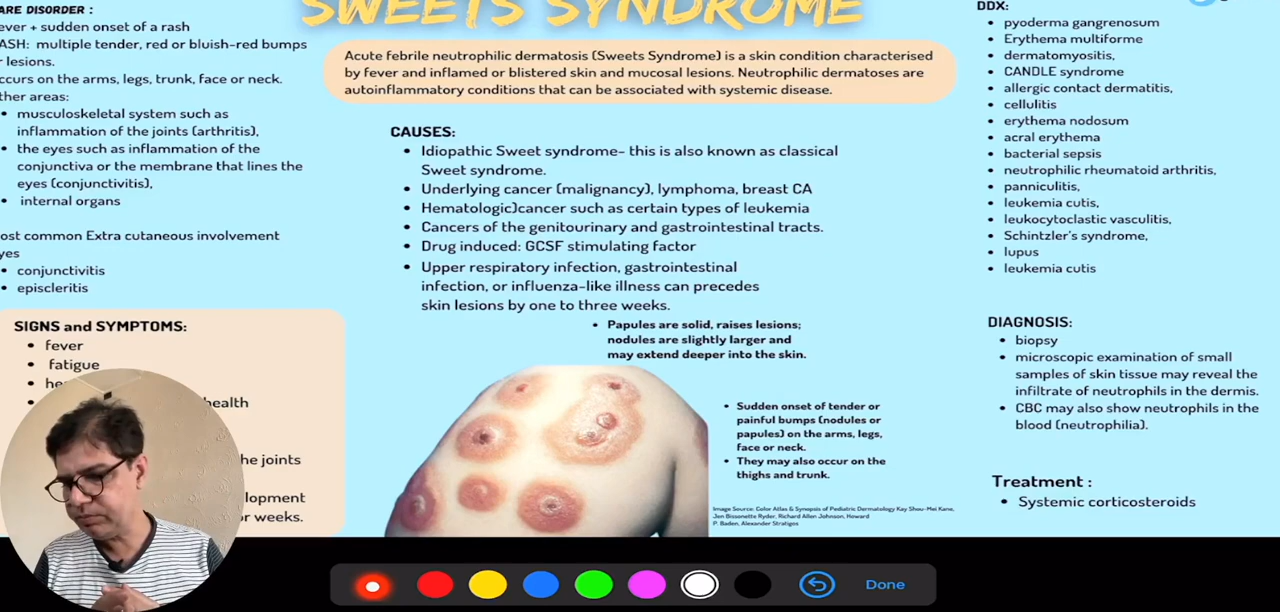 SWEETS SYNDROME
ARE DISORDER :
ever + sudden onset of a rash
ASH: multiple tender, red or bluish-red bumps
r lesions.
ccurs on the arms, legs, trunk, face or neck.
ther areas:
• musculoskeletal system such as
inflammation of the joints (arthritis),
• the eyes such as inflammation of the
conjunctiva or the membrane that lines the
eyes (conjunctivitis),
• internal organs
ost common Extra cutaneous involvement
yes
• conjunctivitis
• episcleritis
SIGNS and SYMPTOMS:
• fever
• fatigue
• he
health
he joints
lopment
r weeks.
Acute febrile neutrophilic dermatosis (Sweets Syndrome) is a skin condition characterised
by fever and inflamed or blistered skin and mucosal lesions. Neutrophilic dermatoses are
autoinflammatory conditions that can be associated with systemic disease.
CAUSES:
• Idiopathic Sweet syndrome- this is also known as classical
Sweet syndrome.
• Underlying cancer (malignancy), lymphoma, breast CA
• Hematologic)cancer such as certain types of leukemia
• Cancers of the genitourinary and gastrointestinal tracts.
• Drug induced: GCSF stimulating factor
• Upper respiratory infection, gastrointestinal
infection, or influenza-like illness can precedes
skin lesions by one to three weeks.
• Papules are solid, raises lesions;
nodules are slightly larger and
may extend deeper into the skin.
• Sudden onset of tender or
painful bumps (nodules or
papules) on the arms, legs,
face or neck.
• They may also occur on the
thighs and trunk.
Image Source: Color Atlas & Synopsis of Pediatric Dermatology Kay Shou-Mei Kane,
Jen Bissonette Ryder, Richard Allen Johnson, Howard
P. Baden, Alexander Stratigos
DDX:
• pyoderma gangrenosum
• Erythema multiforme
• dermatomyositis,
• CANDLE syndrome
• allergic contact dermatitis,
• cellulitis
• erythema nodosum
• acral erythema
• bacterial sepsis
• neutrophilic rheumatoid arthritis,
• panniculitis,
• leukemia cutis,
• leukocytoclastic vasculitis,
• Schintzler's syndrome,
• lupus
• leukemia cutis
DIAGNOSIS:
• biopsy
• microscopic examination of small
samples of skin tissue may reveal the
infiltrate of neutrophils in the dermis.
• CBC may also show neutrophils in the
blood (neutrophilia).
Treatment :
• Systemic corticosteroids
Done